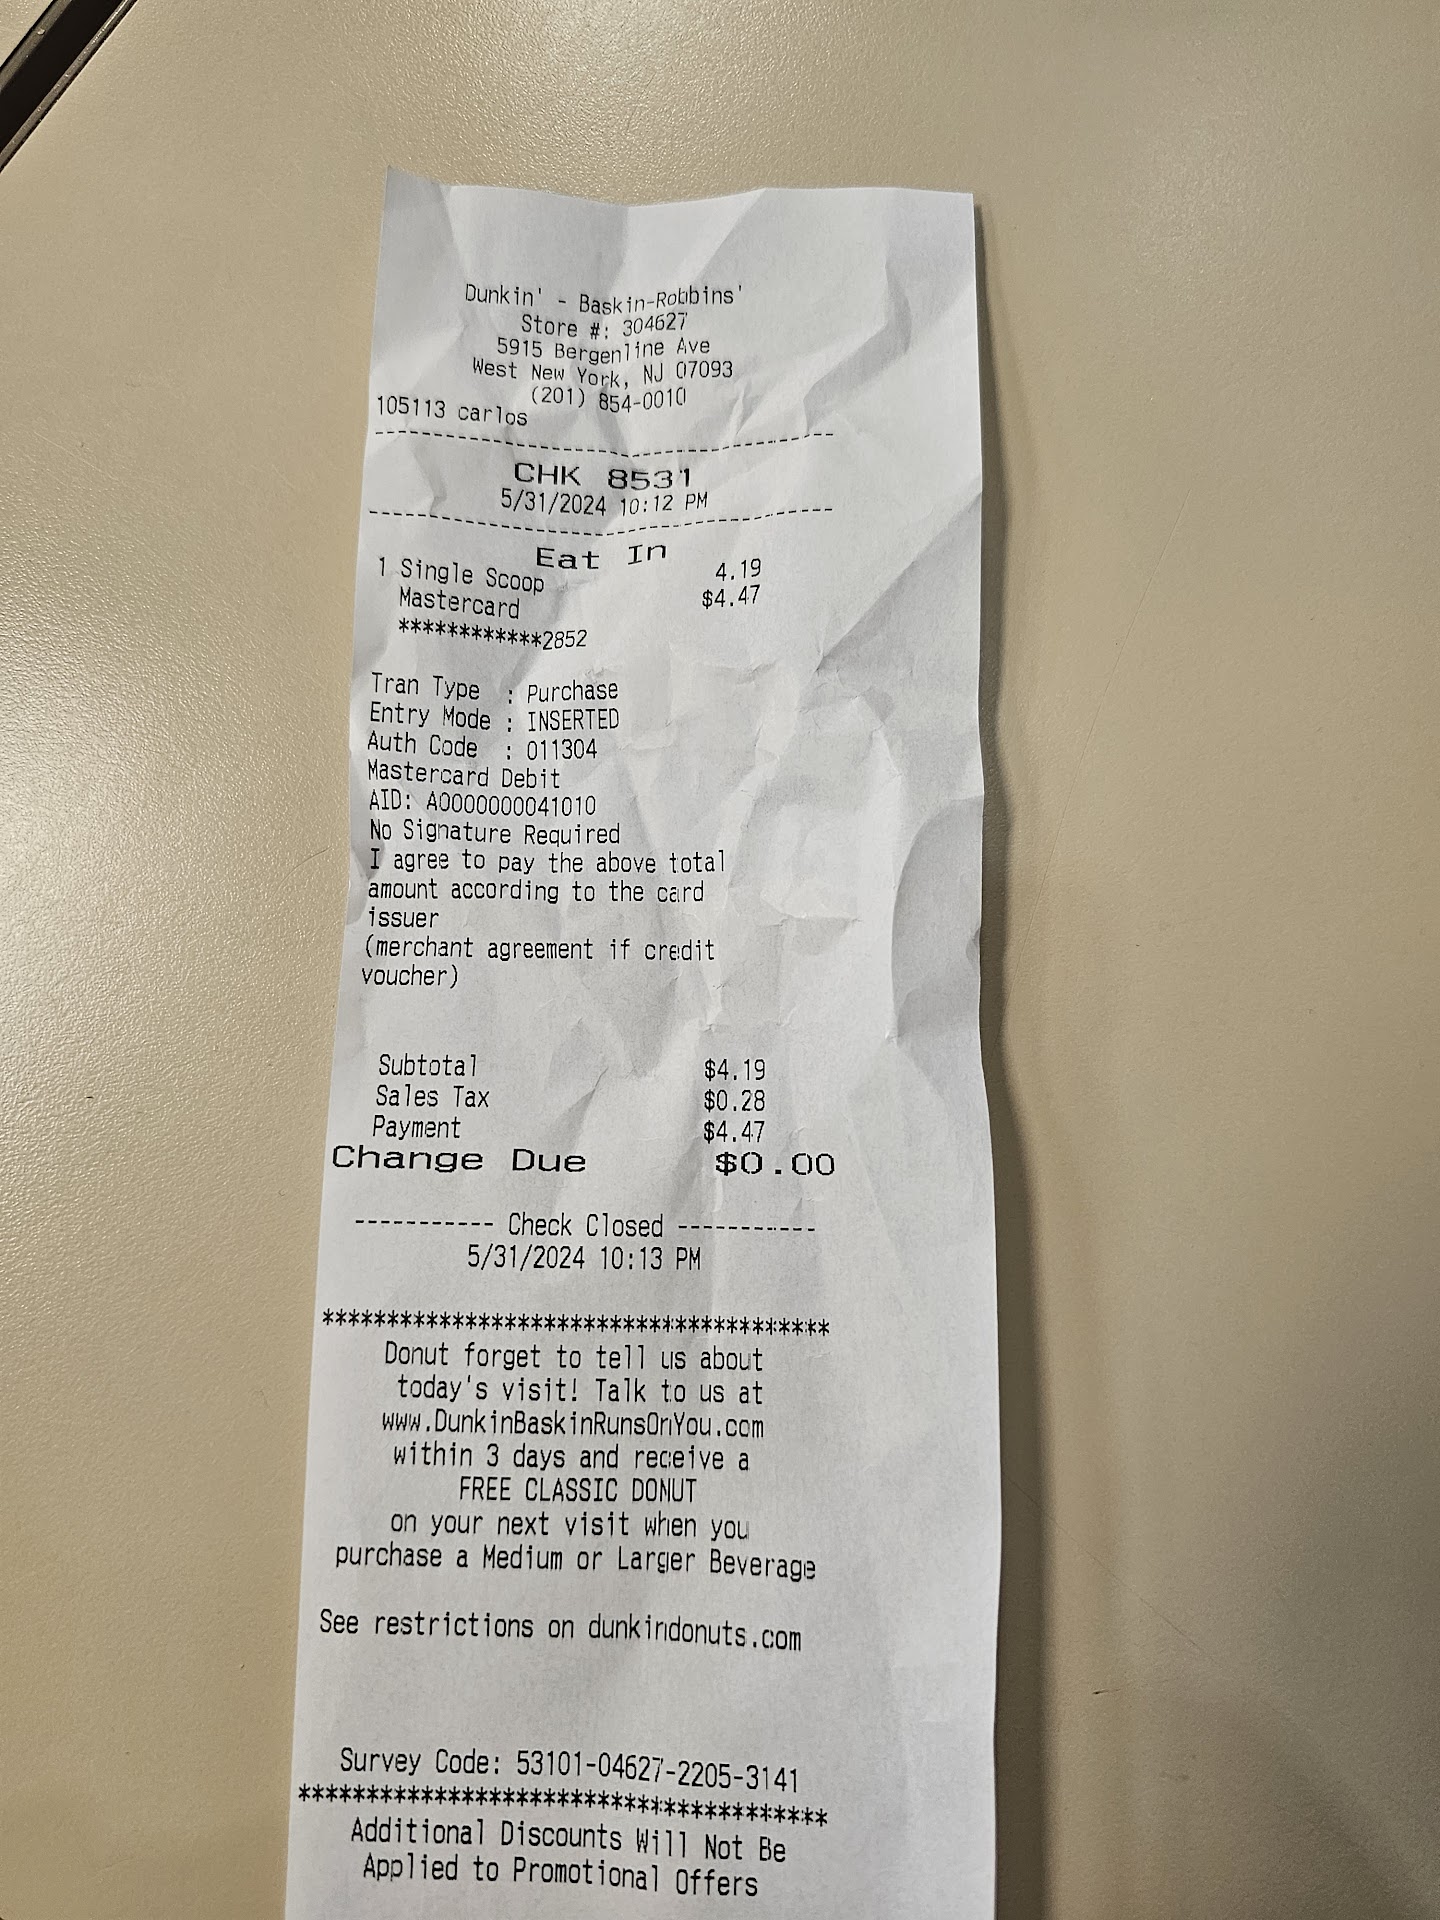 Dunkin' - Baskin-Robbins'
Store #: 304627
5915 Bergenline Ave
West New York, NJ 07093
(201) 854-0010
105113 carlos
--------------------------------------
CHK 8531
5/31/2024 10:12 PM
--------------------------------------
Eat In
1 Single Scoop 4.19
Mastercard $4.47
************2852
Tran Type : Purchase
Entry Mode : INSERTED
Auth Code : 011304
Mastercard Debit
AID: A0000000041010
No Signature Required
I agree to pay the above total
amount according to the card
issuer
(merchant agreement if credit
voucher)
Subtotal $4.19
Sales Tax $0.28
Payment $4.47
Change Due $0.00
----------- Check Closed -----------
5/31/2024 10:13 PM
***************************************
Donut forget to tell us about
today's visit! Talk to us at
www.DunkinBaskinRunsOnYou.com
within 3 days and receive a
FREE CLASSIC DONUT
on your next visit when you
purchase a Medium or Larger Beverage
See restrictions on dunkindonuts.com
Survey Code: 53101-04627-2205-3141
***************************************
Additional Discounts Will Not Be
Applied to Promotional Offers